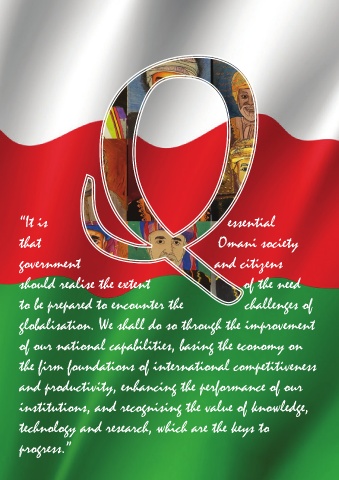 "It is essential
that Omani society
government and citizens
should realise the extent of the need
to be prepared to encounter the challenges of
globalisation. We shall do so through the improvement
of our national capabilities, basing the economy on
the firm foundations of international competitiveness
and productivity, enhancing the performance of our
institutions, and recognising the value of knowledge,
technology and research, which are the keys to
progress."